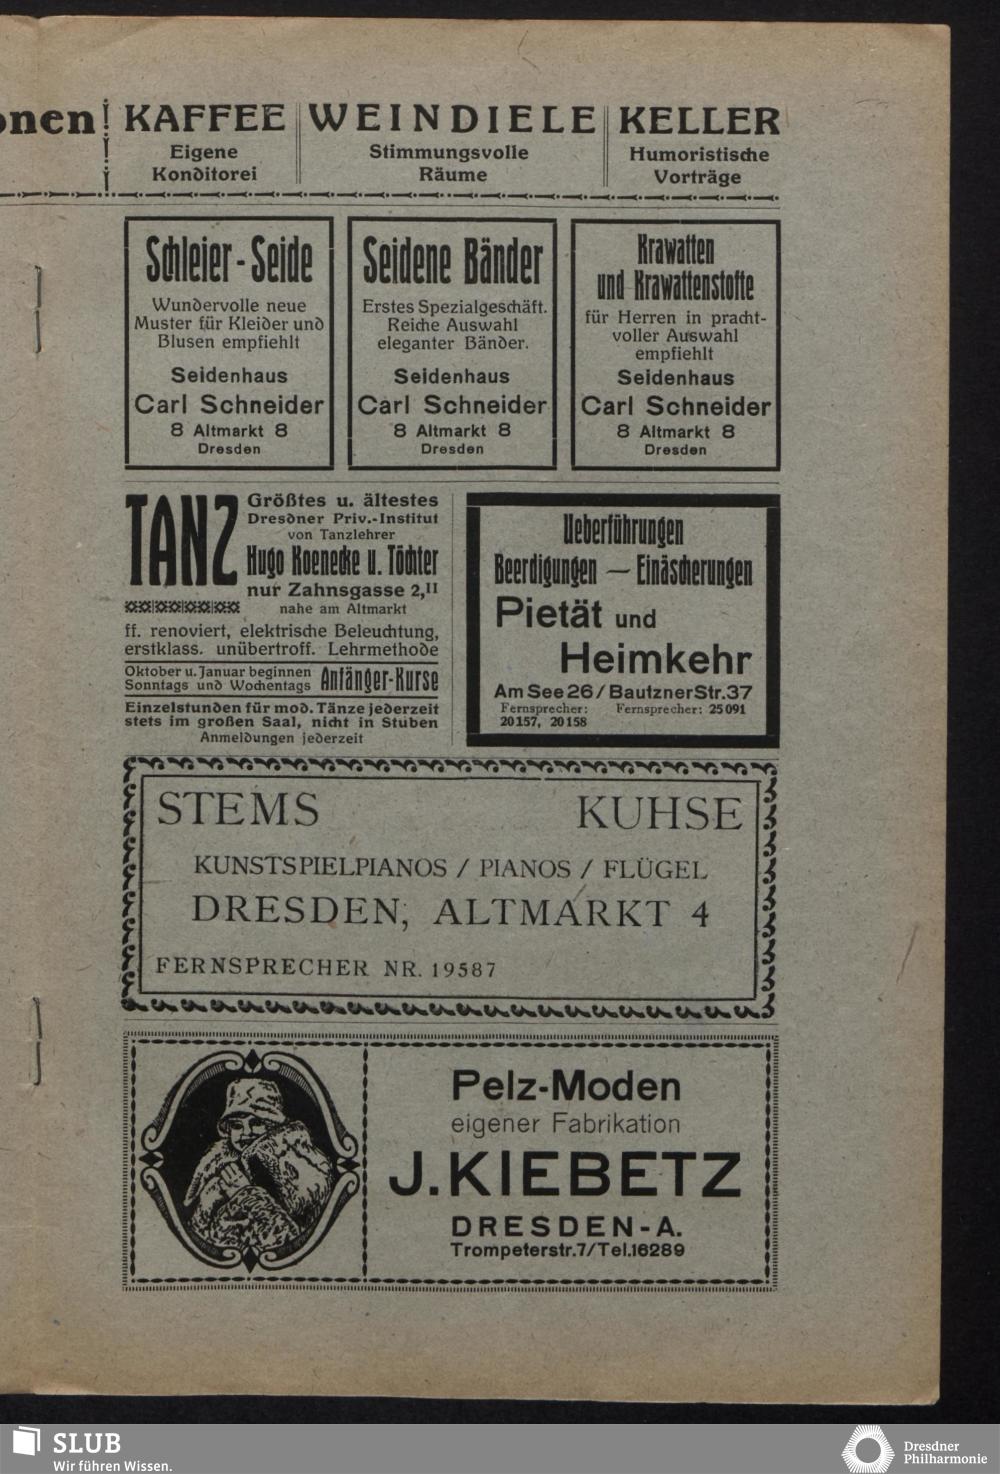 KAFFEE
Eigene
Konditorei
WEINDIELE
Stimmungsvolle
Räume
KELLER
Humoristische
Vorträge
Schleier-Seide
Wundervolle neue
Muster für Kleider und
Blusen empfiehlt
Seidenhaus
Carl Schneider
8 Altmarkt 8
Dresden
Seidene Bänder
Erstes Spezialgeschäft.
Reiche Auswahl
eleganter Bänder.
Seidenhaus
Carl Schneider
8 Altmarkt 8
Dresden
Krawatten
und Krawattenstoffe
für Herren in pracht-
voller Auswahl
empfiehlt
Seidenhaus
Carl Schneider
8 Altmarkt 8
Dresden
TANZ
Größtes u. ältestes
Dresdner Priv.-Institut
von Tanzlehrer
Hugo Koenecke u. Töchter
nur Zahnsgasse 2,II
nahe am Altmarkt
ff. renoviert, elektrische Beleuchtung,
erstklass. unübertroff. Lehrmethode
Oktober u. Januar beginnen
Sonntags und Wochentags
Anfänger-Kurse
Einzelstunden für mod. Tänze jederzeit
stets im großen Saal, nicht in Stuben
Anmeldungen jederzeit
Ueberführungen
Beerdigungen — Einäscherungen
Pietät und
Heimkehr
Am See 26 / Bautzner Str. 37
Fernsprecher: Fernsprecher: 25091
20157, 20158
STEMS KUHSE
KUNSTSPIELPIANOS / PIANOS / FLÜGEL
DRESDEN, ALTMARKT 4
FERNSPRECHER NR. 19587
Pelz-Moden
eigener Fabrikation
J. KIEBETZ
DRESDEN-A.
Trompeterstr. 7 / Tel. 16289
SLUB
Wir führen Wissen.
Dresdner
Philharmonie